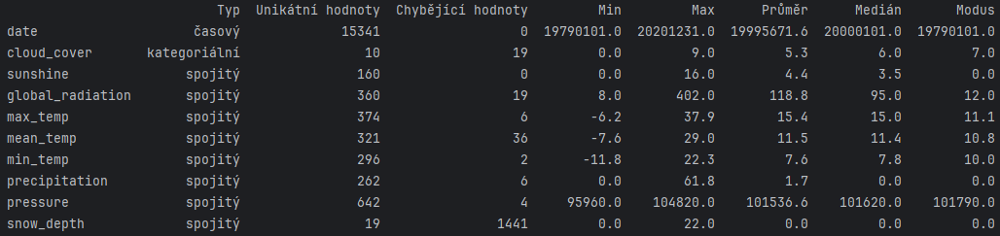 Typ Unikátní hodnoty Chybějící hodnoty Min Max Průměr Medián Modus
date časový 15341 0 19790101.0 20201231.0 19995671.6 20000101.0 19790101.0
cloud_cover kategoriální 10 19 0.0 9.0 5.3 6.0 7.0
sunshine spojitý 160 0 0.0 16.0 4.4 3.5 0.0
global_radiation spojitý 360 19 8.0 402.0 118.8 95.0 12.0
max_temp spojitý 374 6 -6.2 37.9 15.4 15.0 11.1
mean_temp spojitý 321 36 -7.6 29.0 11.5 11.4 10.8
min_temp spojitý 296 2 -11.8 22.3 7.6 7.8 10.0
precipitation spojitý 262 6 0.0 61.8 1.7 0.0 0.0
pressure spojitý 642 4 95960.0 104820.0 101536.6 101620.0 101790.0
snow_depth spojitý 19 1441 0.0 22.0 0.0 0.0 0.0